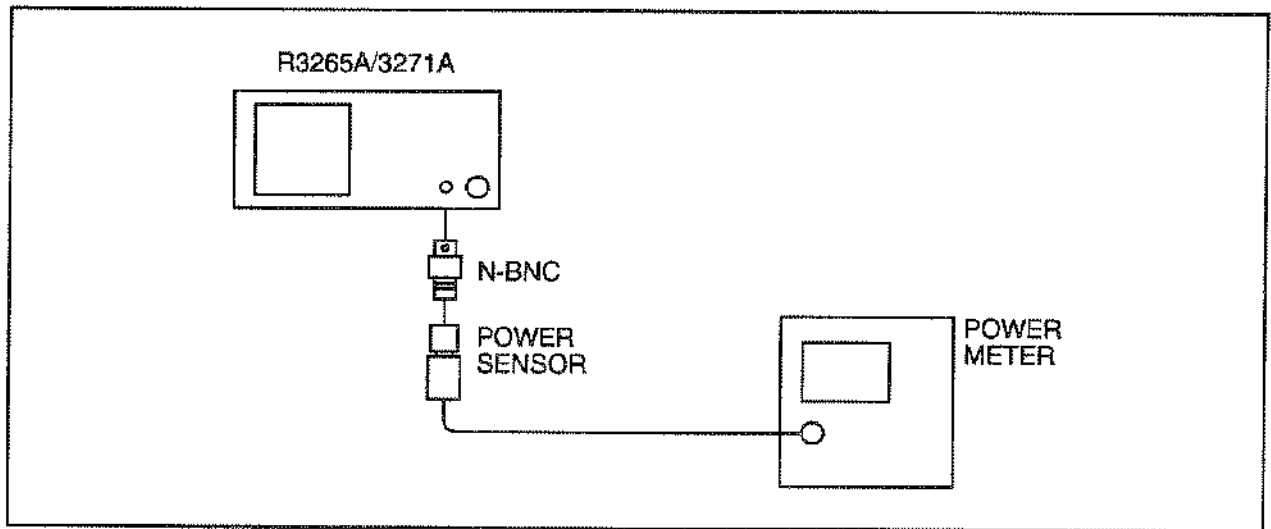 R3265A/3271A
N-BNC
POWER
SENSOR
POWER
METER